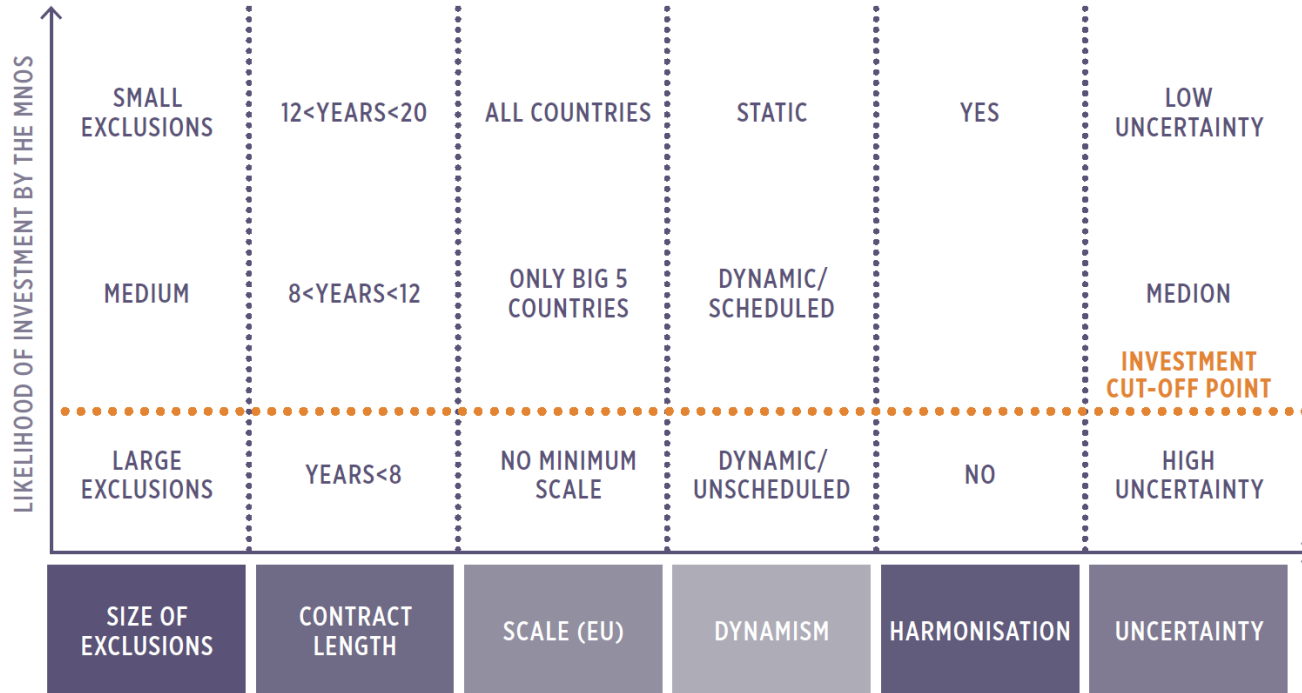 LIKELIHOOD OF INVESTMENT BY THE MNOS
SMALL
EXCLUSIONS
12<YEARS<20
ALL COUNTRIES
STATIC
YES
LOW
UNCERTAINTY
MEDIUM
8<YEARS<12
ONLY BIG 5
COUNTRIES
DYNAMIC/
SCHEDULED
MEDION
INVESTMENT
CUT-OFF POINT
LARGE
EXCLUSIONS
YEARS<8
NO MINIMUM
SCALE
DYNAMIC/
UNSCHEDULED
NO
HIGH
UNCERTAINTY
SIZE OF
EXCLUSIONS
CONTRACT
LENGTH
SCALE (EU)
DYNAMISM
HARMONISATION
UNCERTAINTY